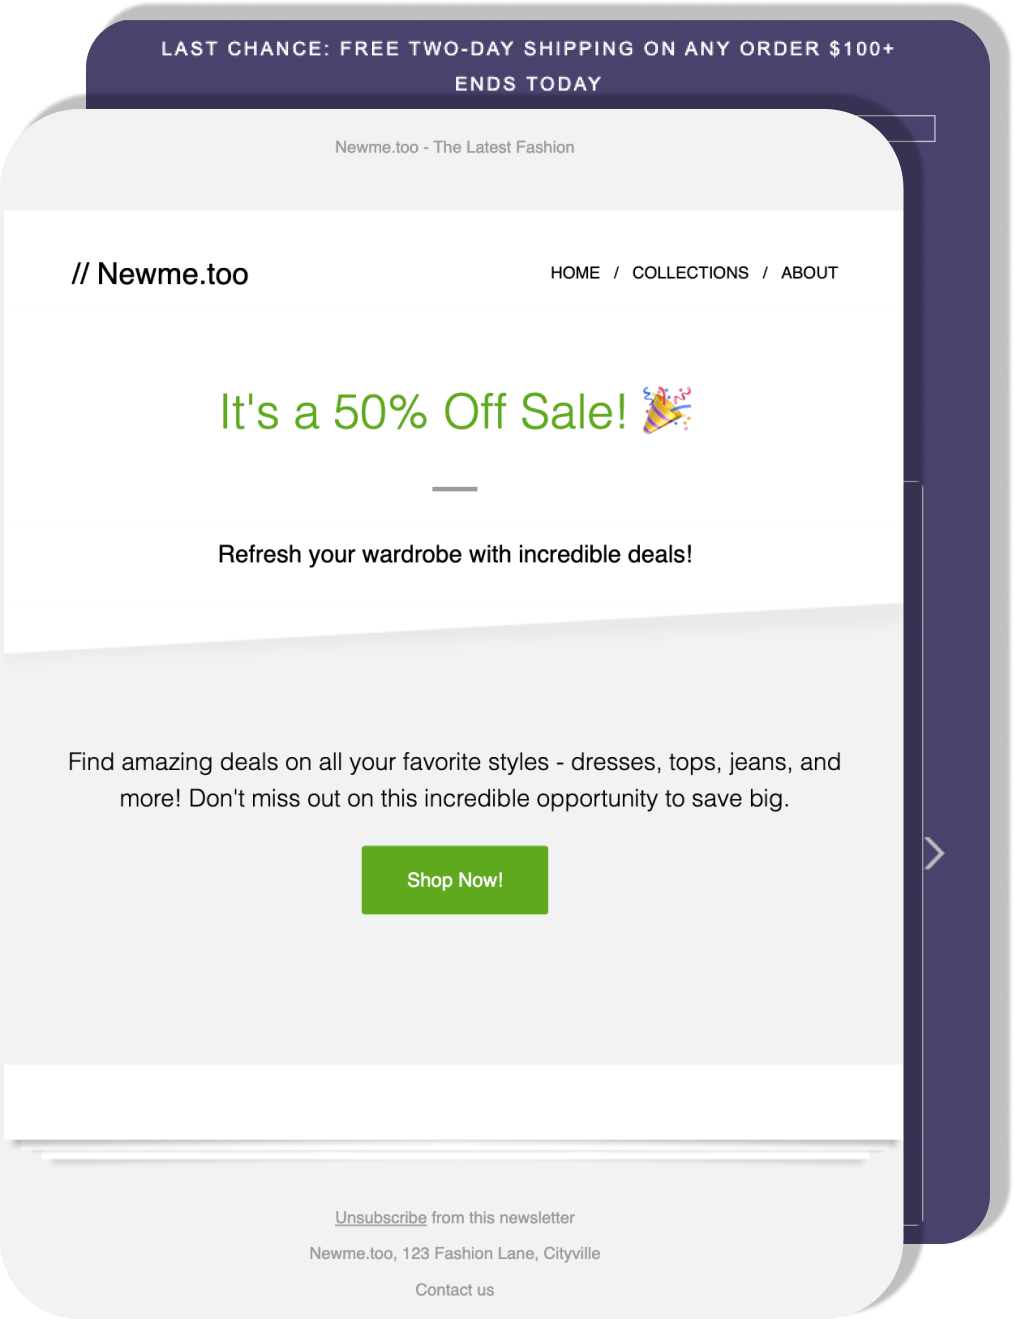 LAST CHANCE: FREE TWO-DAY SHIPPING ON ANY ORDER $100+
ENDS TODAY
Newme.too - The Latest Fashion
// Newme.too
HOME / COLLECTIONS / ABOUT
It's a 50% Off Sale! 🎉
Refresh your wardrobe with incredible deals!
Find amazing deals on all your favorite styles - dresses, tops, jeans, and
more! Don't miss out on this incredible opportunity to save big.
Shop Now!
Unsubscribe from this newsletter
Newme.too, 123 Fashion Lane, Cityville
Contact us